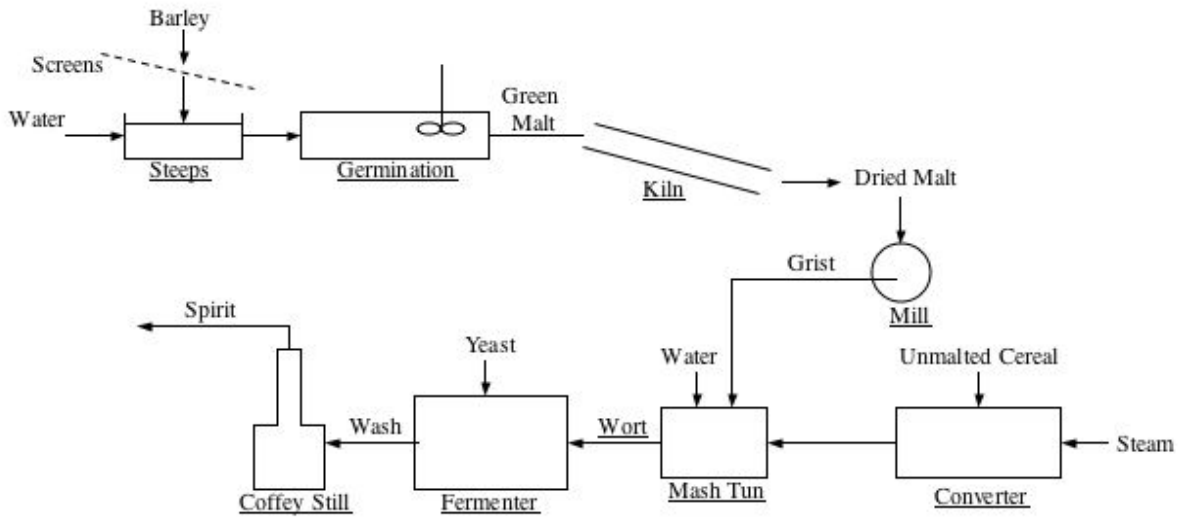 Barley
Screens
Water
Steeps
Germination
Green
Malt
Kiln
Dried Malt
Grist
Mill
Spirit
Yeast
Water
Unmalted Cereal
Wash
Wort
Steam
Coffey Still
Fermenter
Mash Tun
Converter